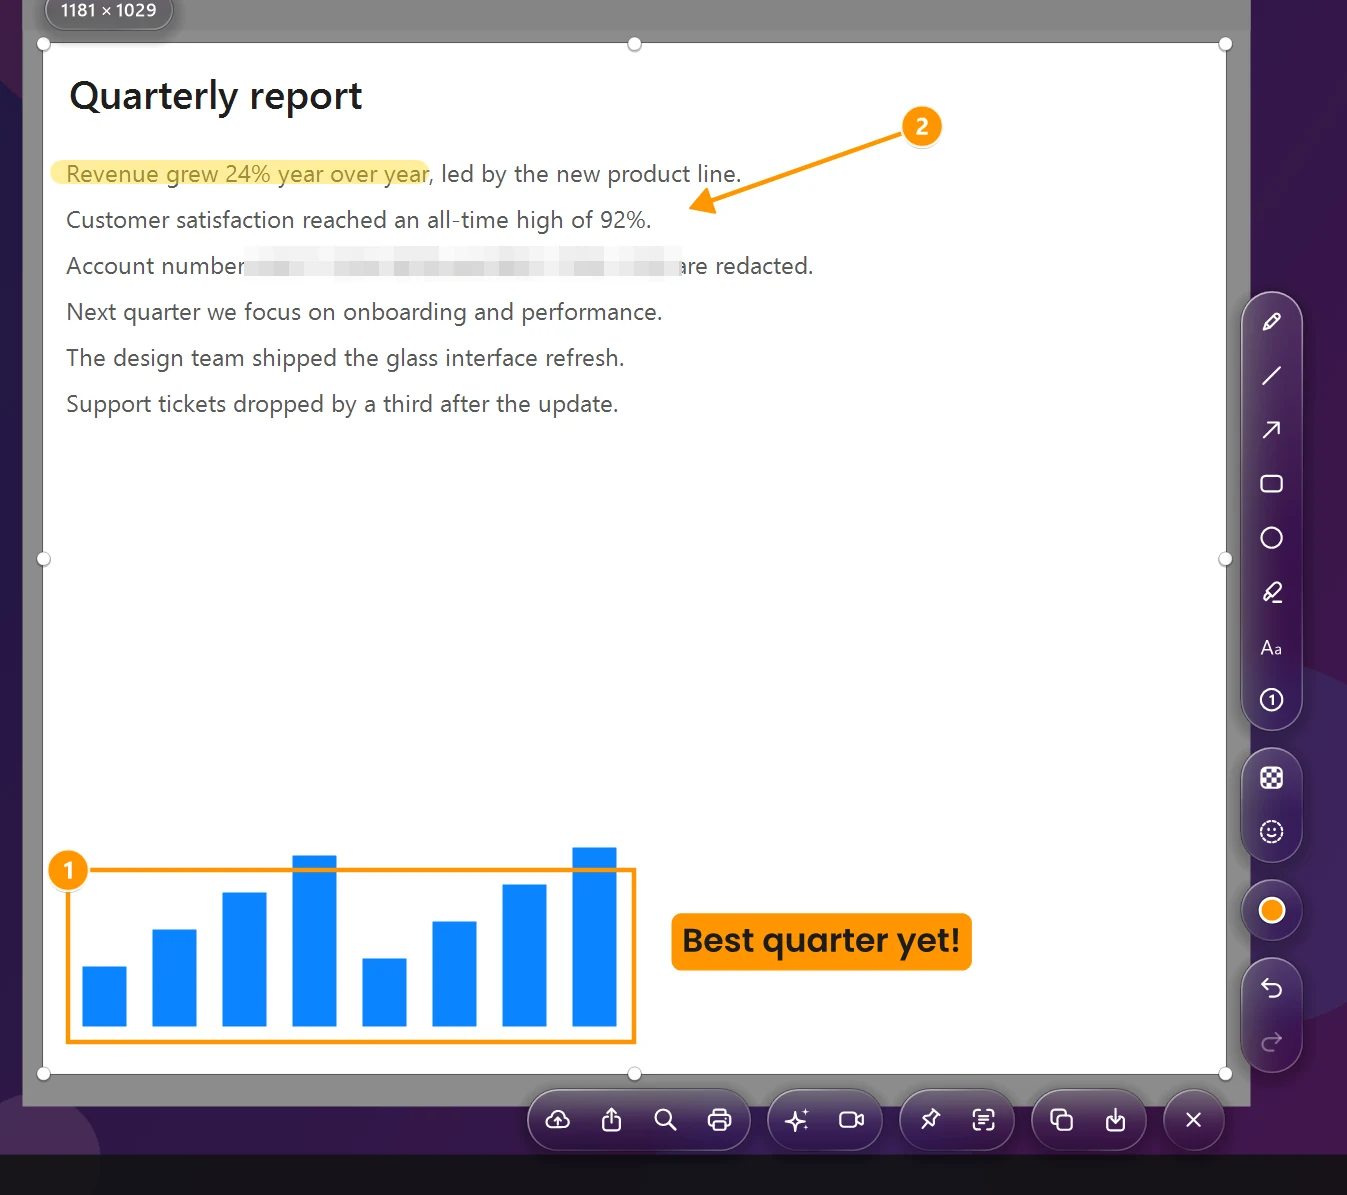 1181 × 1029
Quarterly report
2
Revenue grew 24% year over year, led by the new product line.
Customer satisfaction reached an all-time high of 92%.
Account number are redacted.
Next quarter we focus on onboarding and performance.
The design team shipped the glass interface refresh.
Support tickets dropped by a third after the update.
Aa
1
1
Best quarter yet!